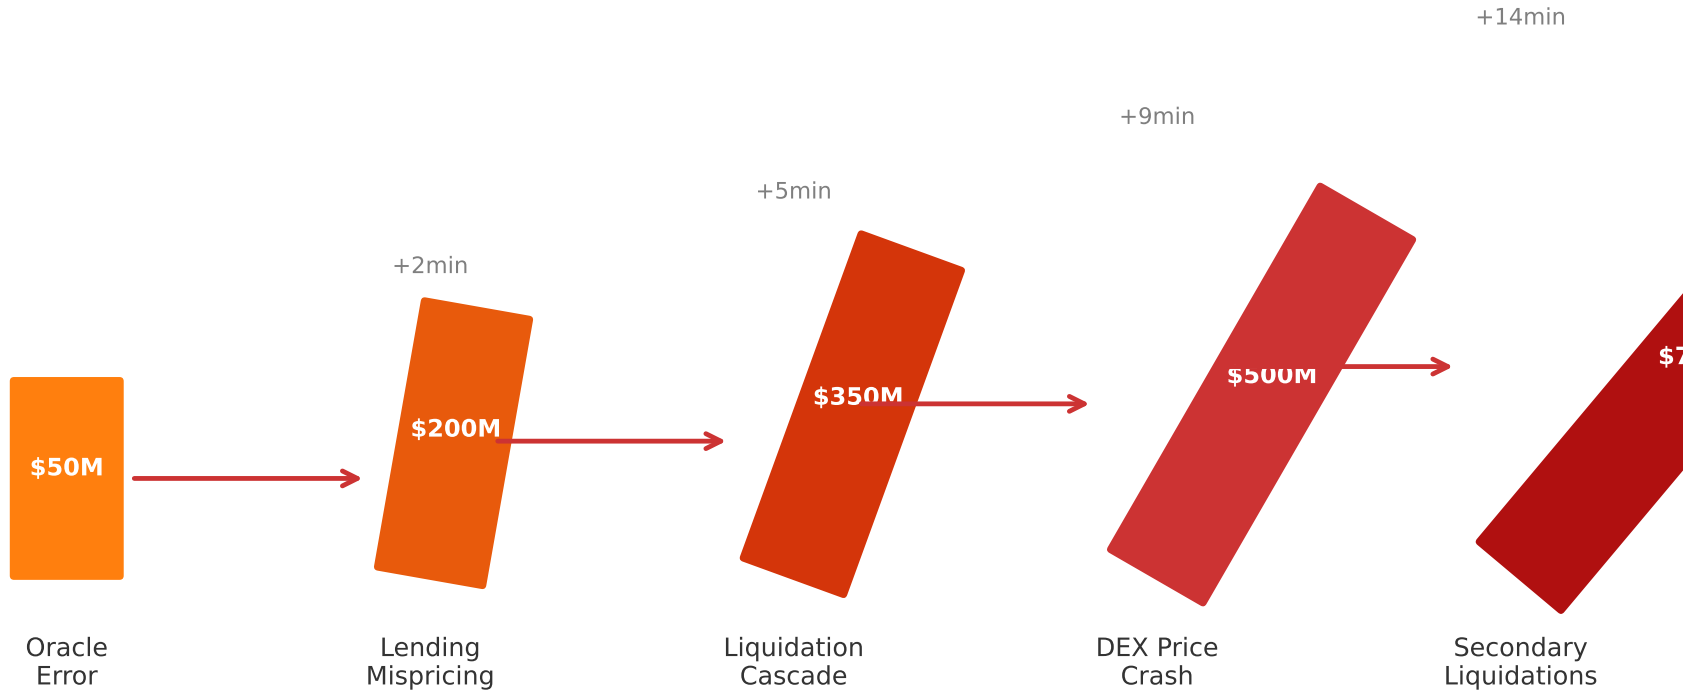 +14min
+9min
+5min
+2min
$50M
$200M
$350M
$500M
$7
Oracle
Error
Lending
Mispricing
Liquidation
Cascade
DEX Price
Crash
Secondary
Liquidations